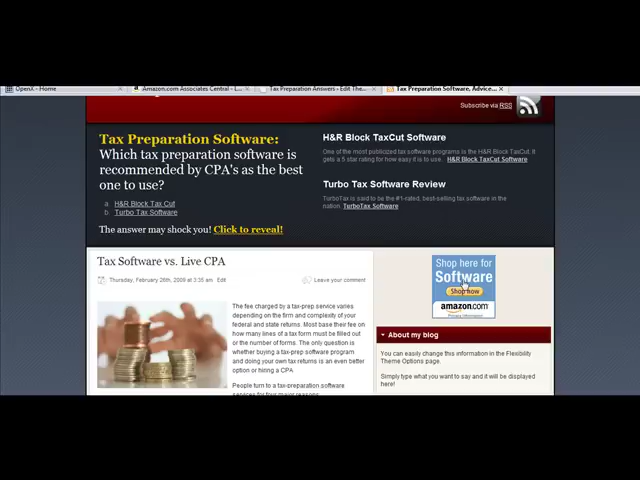 OpenX - Home
Amazon.com Associates Central - L...
Tax Preparation Answers - Edit The...
Tax Preparation Software, Advice...
Subscribe via RSS
Tax Preparation Software:
Which tax preparation software is
recommended by CPA's as the best
one to use?
a H&R Block Tax Cut
b. Turbo Tax Software
The answer may shock you! Click to reveal!
H&R Block TaxCut Software
One of the most publicized tax software programs is the H&R Block TaxCut. It
gets a 5 star rating for how easy it is to use. H&R Block TaxCut Software
Turbo Tax Software Review
TurboTax is said to be the #1-rated, best-selling tax software in the
nation. TurboTax Software
Tax Software vs. Live CPA
Thursday, February 26th, 2009 at 3:35 am Edit
Leave your comment
The fee charged by a tax-prep service varies
depending on the firm and complexity of your
federal and state returns. Most base their fee on
how many lines of a tax form must be filled out
or the number of forms. The only question is
whether buying a tax-prep software program
and doing your own tax returns is an even better
option or hiring a CPA.
People turn to a tax-preparation software
services for four major reasons
Shop here for
Software
Shop now
amazon.com
Privacy Information
About my blog
You can easily change this information in the Flexibility
Theme Options page.
Simply type what you want to say and it will be displayed
here!